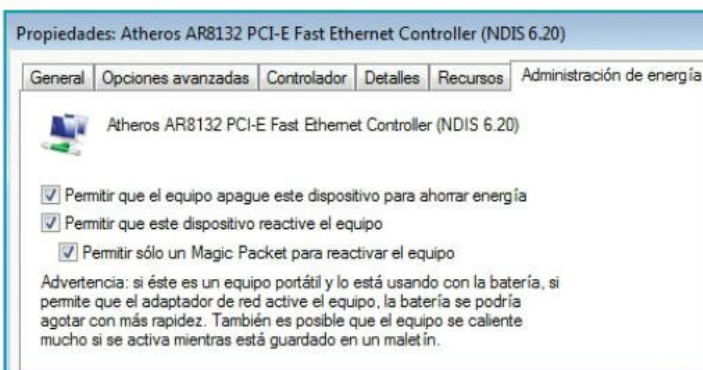 Propiedades: Atheros AR8132 PCI-E Fast Ethernet Controller (NDIS 6.20)
General Opciones avanzadas Controlador Detalles Recursos Administración de energía
Atheros AR8132 PCI-E Fast Ethernet Controller (NDIS 6.20)
Permitir que el equipo apague este dispositivo para ahorrar energía
Permitir que este dispositivo reactive el equipo
Permitir sólo un Magic Packet para reactivar el equipo
Advertencia: si éste es un equipo portátil y lo está usando con la batería, si
permite que el adaptador de red active el equipo, la batería se podría
agotar con más rapidez. También es posible que el equipo se caliente
mucho si se activa mientras está guardado en un maletín.